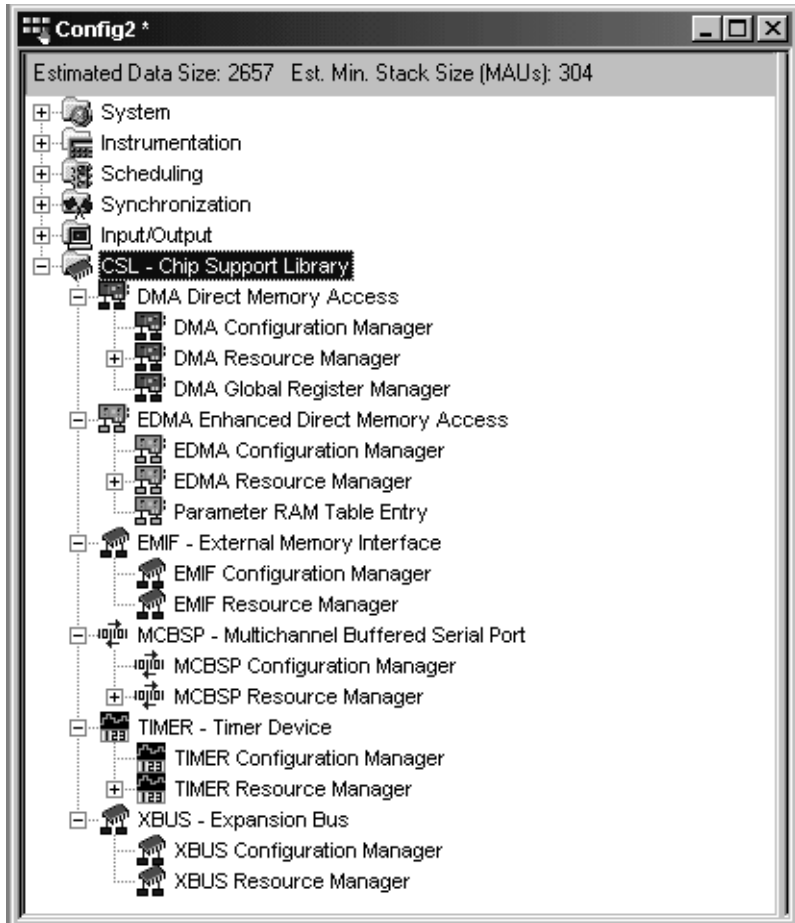 Config2 *
Estimated Data Size: 2657 Est. Min. Stack Size (MAUs): 304
System
Instrumentation
Scheduling
Synchronization
Input/Output
CSL - Chip Support Library
DMA Direct Memory Access
DMA Configuration Manager
DMA Resource Manager
DMA Global Register Manager
EDMA Enhanced Direct Memory Access
EDMA Configuration Manager
EDMA Resource Manager
Parameter RAM Table Entry
EMIF - External Memory Interface
EMIF Configuration Manager
EMIF Resource Manager
MCBSP - Multichannel Buffered Serial Port
MCBSP Configuration Manager
MCBSP Resource Manager
TIMER - Timer Device
TIMER Configuration Manager
TIMER Resource Manager
XBUS - Expansion Bus
XBUS Configuration Manager
XBUS Resource Manager